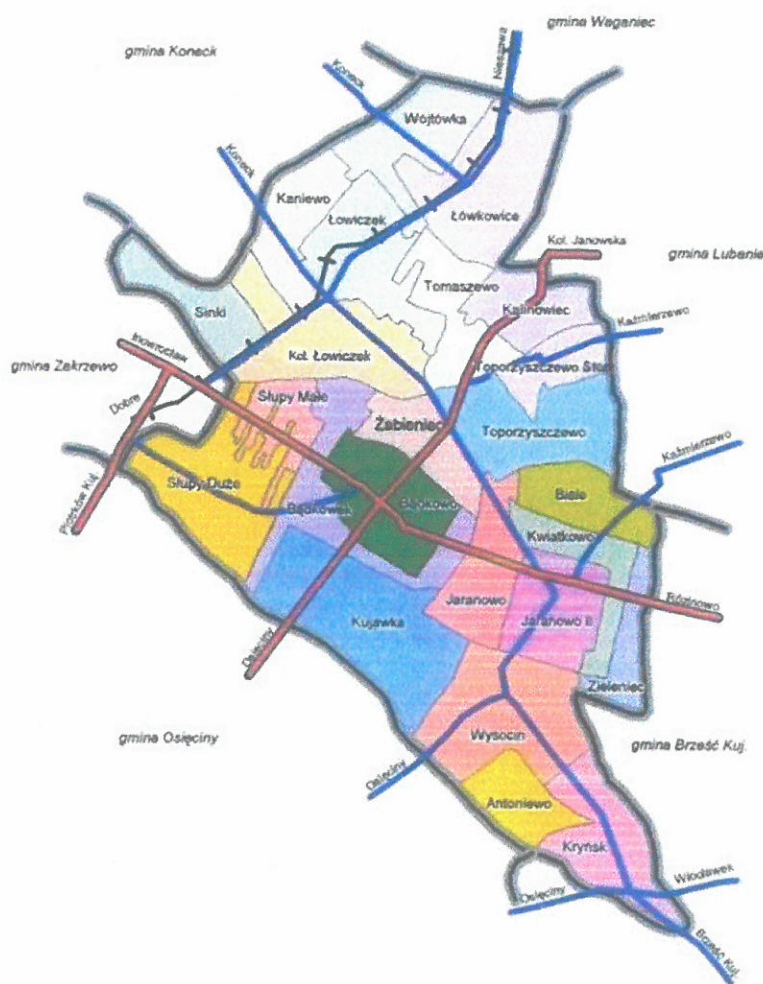 gmina Waganiec
gmina Koneck
Nieszawa
Koneck
Wójtówka
Koneck
Kaniewo
Łowiczek
Łówkowice
Kol. Janowska
gmina Lubanie
Tomaszewo
Kalinowiec
Sinki
Kaźmierzewo
Inowrocław
Kol. Łowiczek
Toporzyszczewo Stare
gmina Zakrzewo
Dobre
Słupy Małe
Żabieniec
Toporzyszczewo
Kaźmierzewo
Słupy Duże
Biele
Piotrków Kuj.
Bądkówek
Bądkowo
Kwiatkowo
Jaranowo
Kujawka
Jaranowo II
Osięciny
Zieleniec
gmina Osięciny
Wysocin
gmina Brześć Kuj.
Osięciny
Antoniewo
Kryńsk
Osięciny
Włocławek
Brześć Kuj.